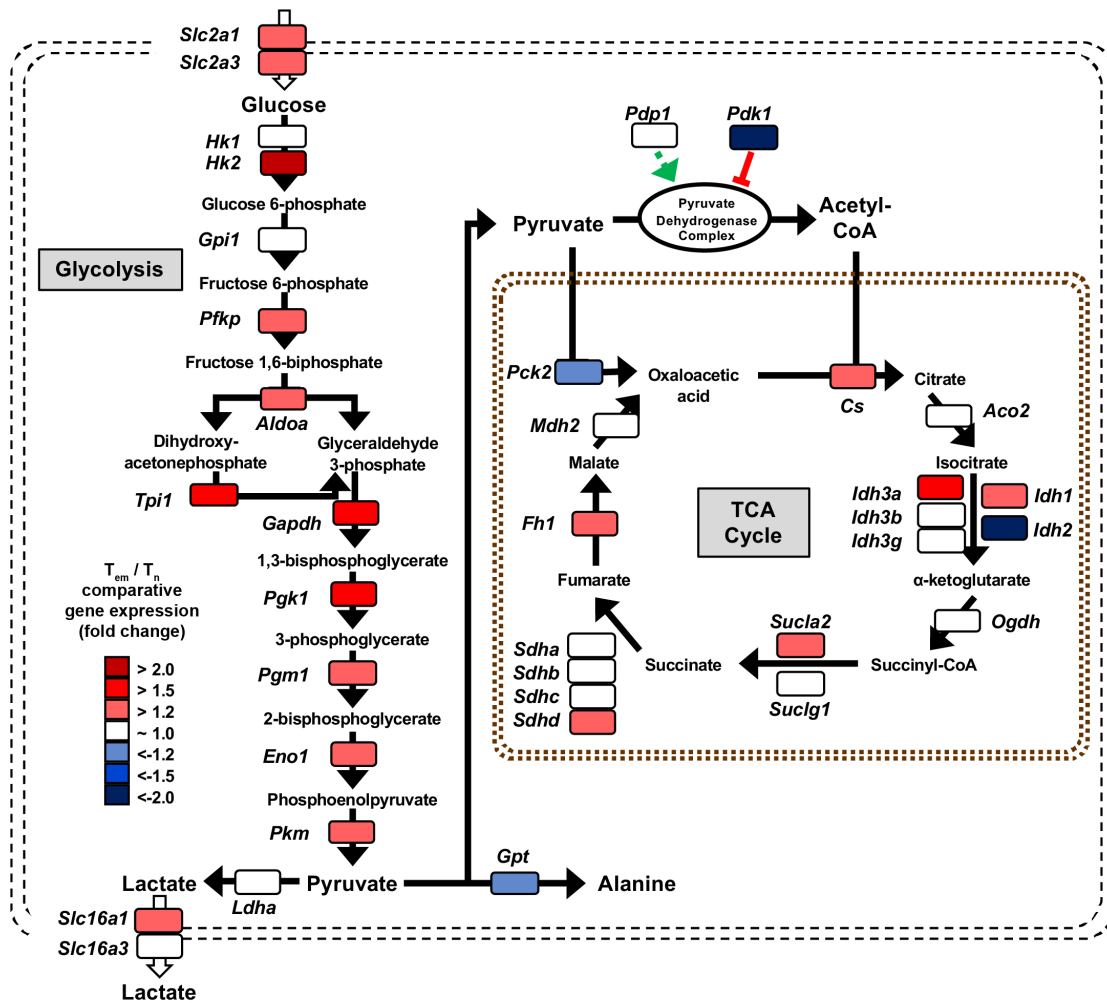 Slc2a1
Slc2a3
Glucose
Hk1
Hk2
Glucose 6-phosphate
Gpi1
Glycolysis
Fructose 6-phosphate
Pfkp
Fructose 1,6-biphosphate
Aldoa
Dihydroxy-
acetonephosphate
Glyceraldehyde
3-phosphate
Tpi1
Gapdh
1,3-bisphosphoglycerate
Pgk1
3-phosphoglycerate
Pgm1
2-bisphosphoglycerate
Eno1
Phosphoenolpyruvate
Pkm
Pyruvate
Ldha
Lactate
Slc16a1
Slc16a3
Lactate
Gpt
Alanine
Tem / Tn
comparative
gene expression
(fold change)
> 2.0
> 1.5
> 1.2
~ 1.0
<-1.2
<-1.5
<-2.0
Pdp1
Pdk1
Pyruvate
Pyruvate
Dehydrogenase
Complex
Acetyl-
CoA
Pck2
Oxaloacetic
acid
Cs
Citrate
Aco2
Isocitrate
Idh3a
Idh3b
Idh3g
Idh1
Idh2
α-ketoglutarate
Ogdh
Succinyl-CoA
Sucla2
Suclg1
Succinate
Sdha
Sdhb
Sdhc
Sdhd
Fumarate
Fh1
Malate
Mdh2
TCA
Cycle